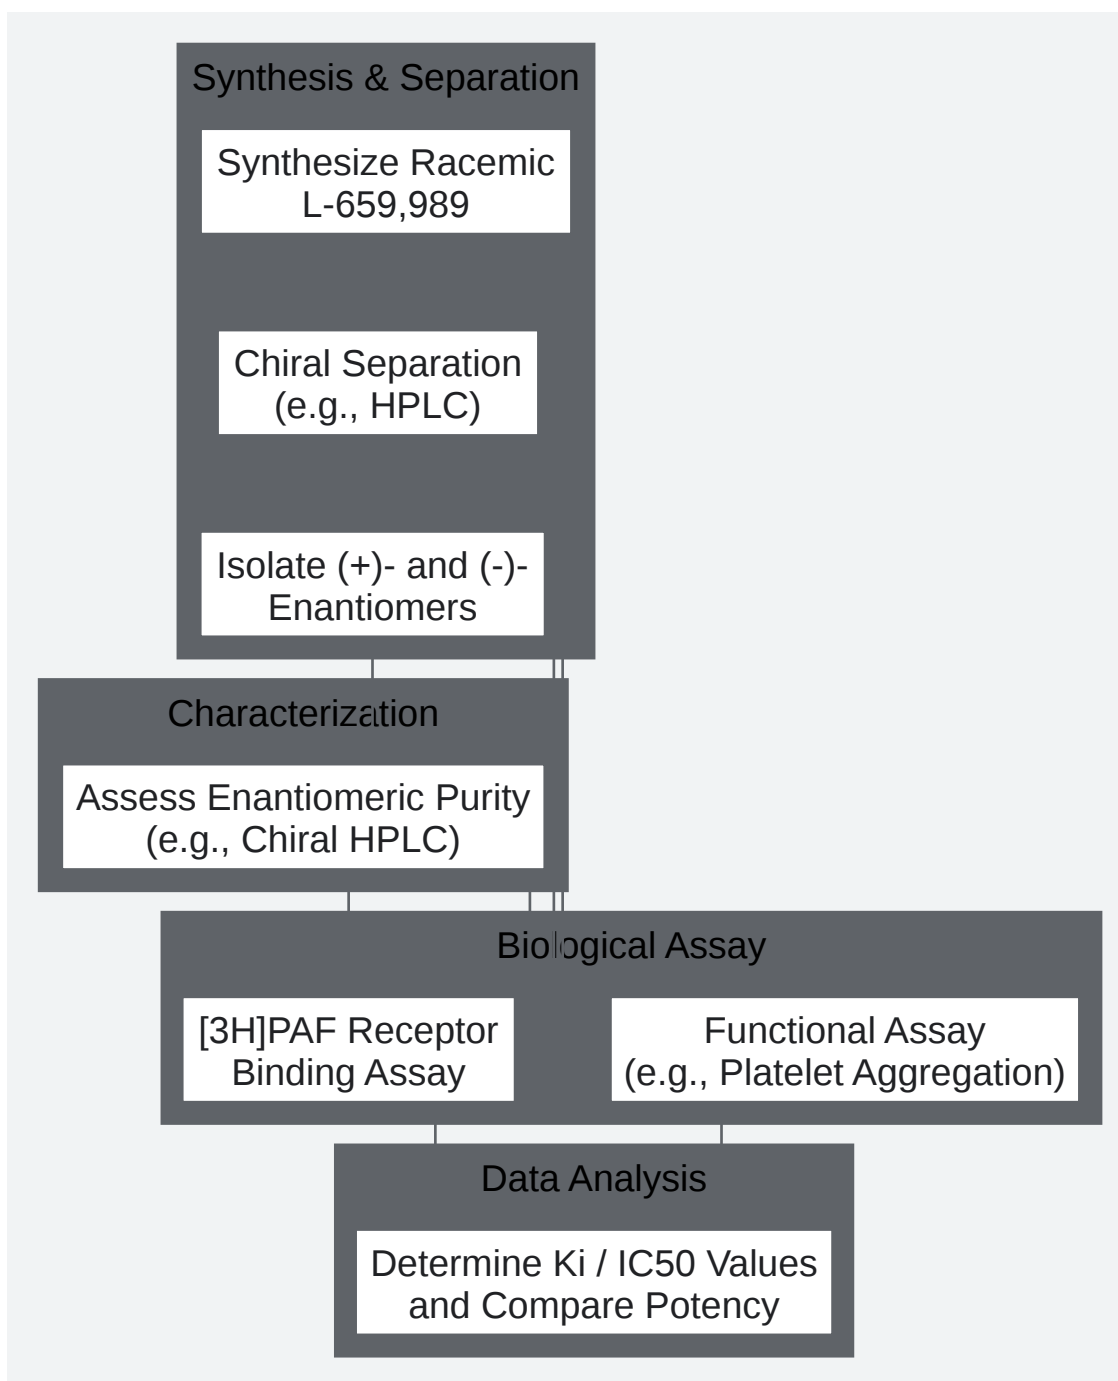 Synthesis & Separation
Synthesize Racemic
L-659,989
Chiral Separation
(e.g., HPLC)
Isolate (+)- and (-)-
Enantiomers
Characterization
Assess Enantiomeric Purity
(e.g., Chiral HPLC)
Biological Assay
[3H]PAF Receptor
Binding Assay
Functional Assay
(e.g., Platelet Aggregation)
Data Analysis
Determine Ki / IC50 Values
and Compare Potency